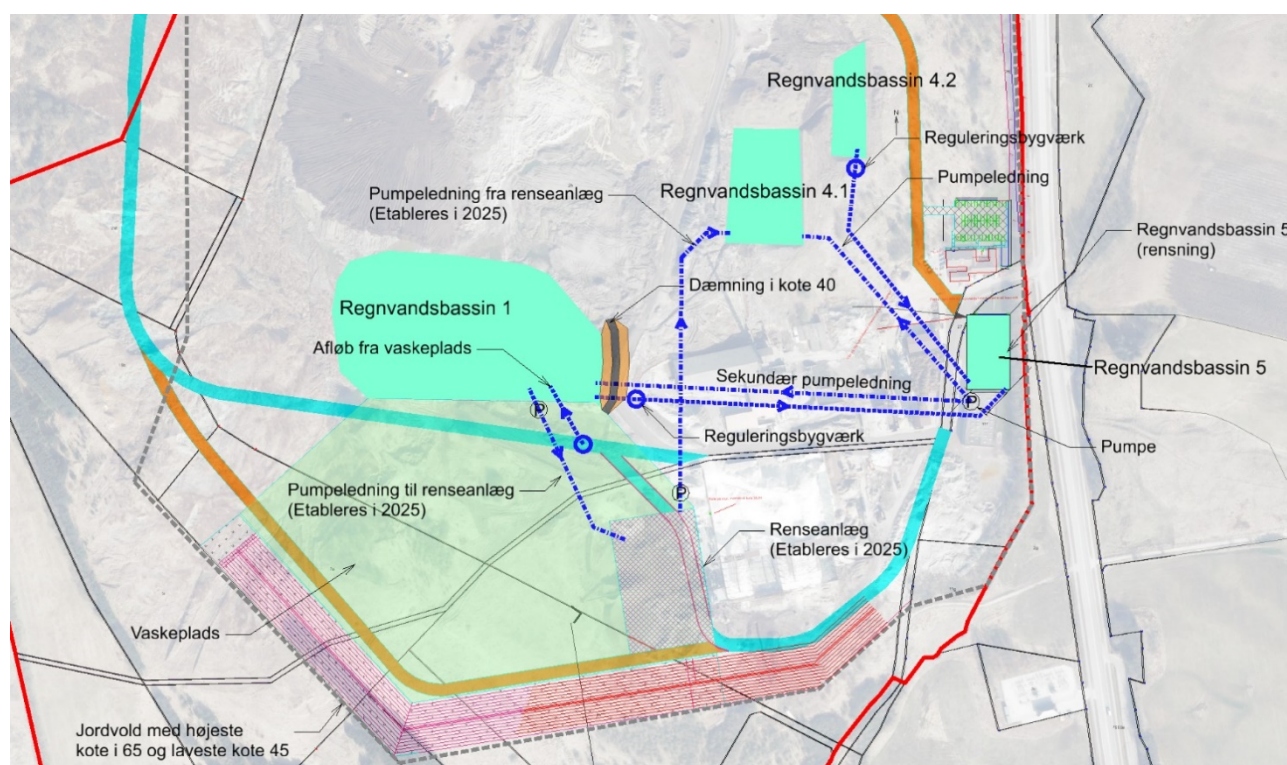 Regnvandsbassin 4.2
N
Reguleringsbygværk
Pumpeledning fra renseanlæg
(Etableres i 2025)
Regnvandsbassin 4.1
Pumpeledning
Regnvandsbassin 5
(rensning)
Dæmning i kote 40
Regnvandsbassin 1
Afløb fra vaskeplads
Regnvandsbassin 5
Sekundær pumpeledning
P
P
Reguleringsbygværk
Pumpe
Pumpeledning til renseanlæg
(Etableres i 2025)
P
Renseanlæg
(Etableres i 2025)
Vaskeplads
Jordvold med højeste
kote i 65 og laveste kote 45